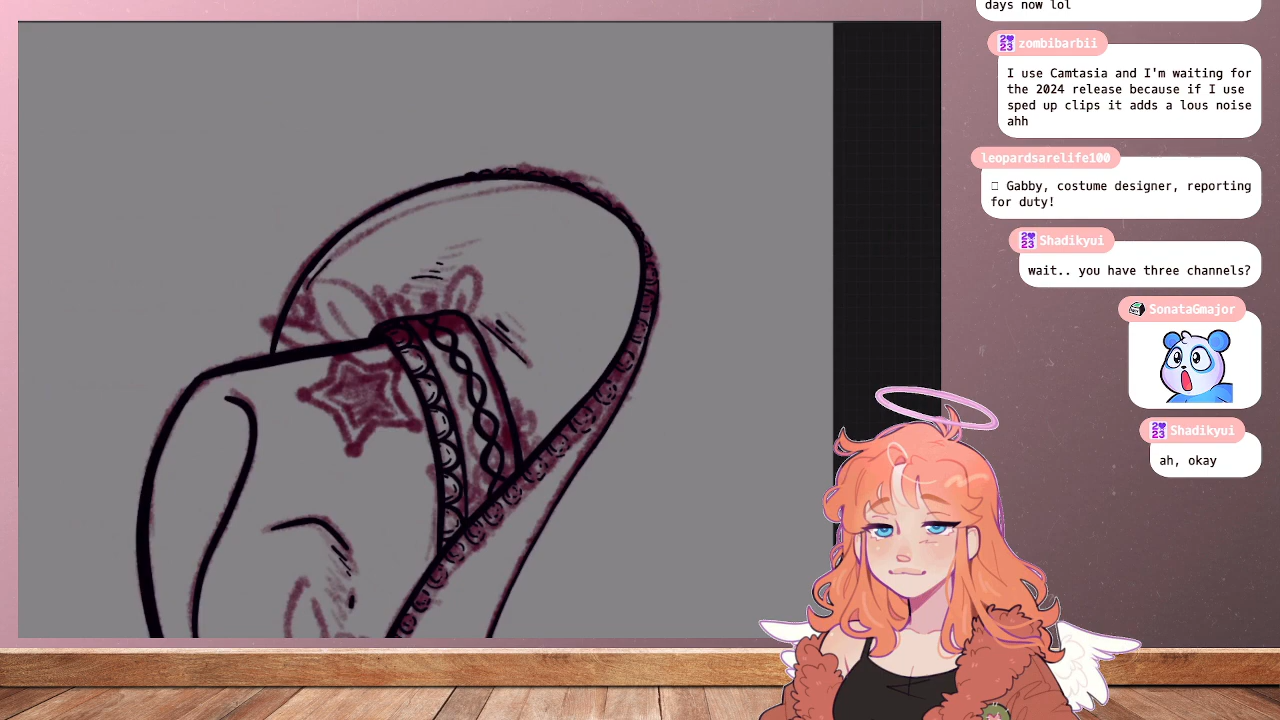 days now lol
zombibarbii
I use Camtasia and I'm waiting for
the 2024 release because if I use
sped up clips it adds a lous noise
ahh
leopardsarelife100
Gabby, costume designer, reporting
for duty!
Shadikyui
wait.. you have three channels?
SonataGmajor
Shadikyui
ah, okay